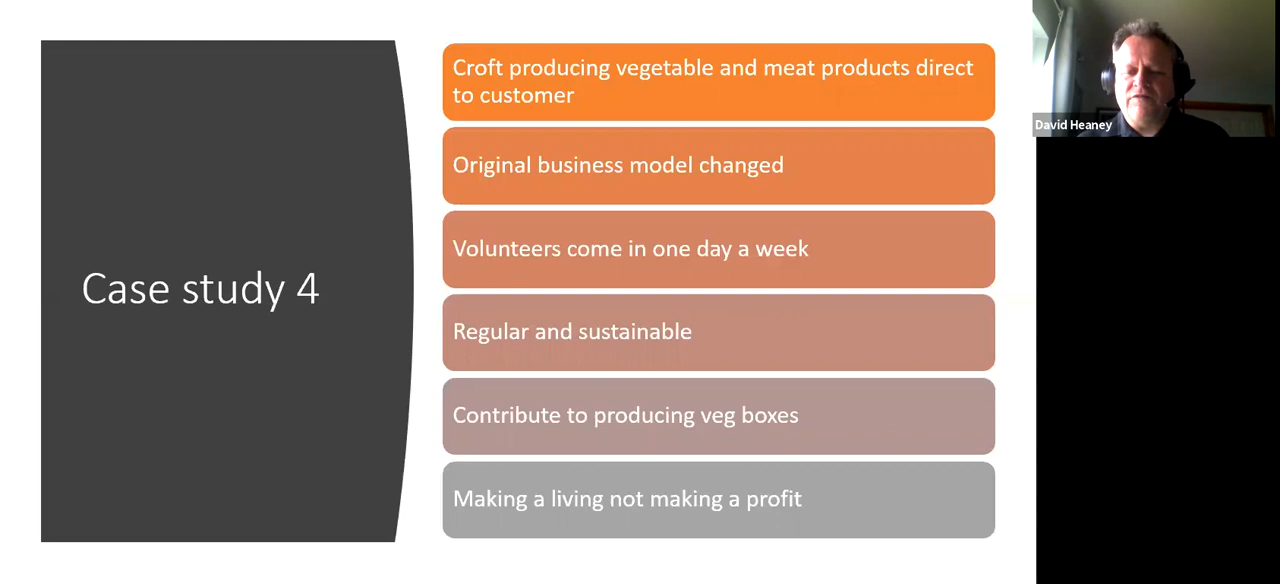 Case study 4
Croft producing vegetable and meat products direct
to customer
Original business model changed
Volunteers come in one day a week
Regular and sustainable
Contribute to producing veg boxes
Making a living not making a profit
David Heaney